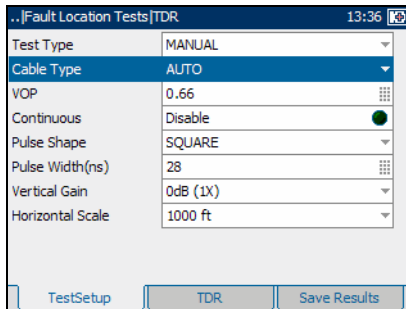 ..|Fault Location Tests|TDR 13:36
Test Type MANUAL
Cable Type AUTO
VOP 0.66
Continuous Disable
Pulse Shape SQUARE
Pulse Width(ns) 28
Vertical Gain 0dB (1X)
Horizontal Scale 1000 ft
TestSetup TDR Save Results